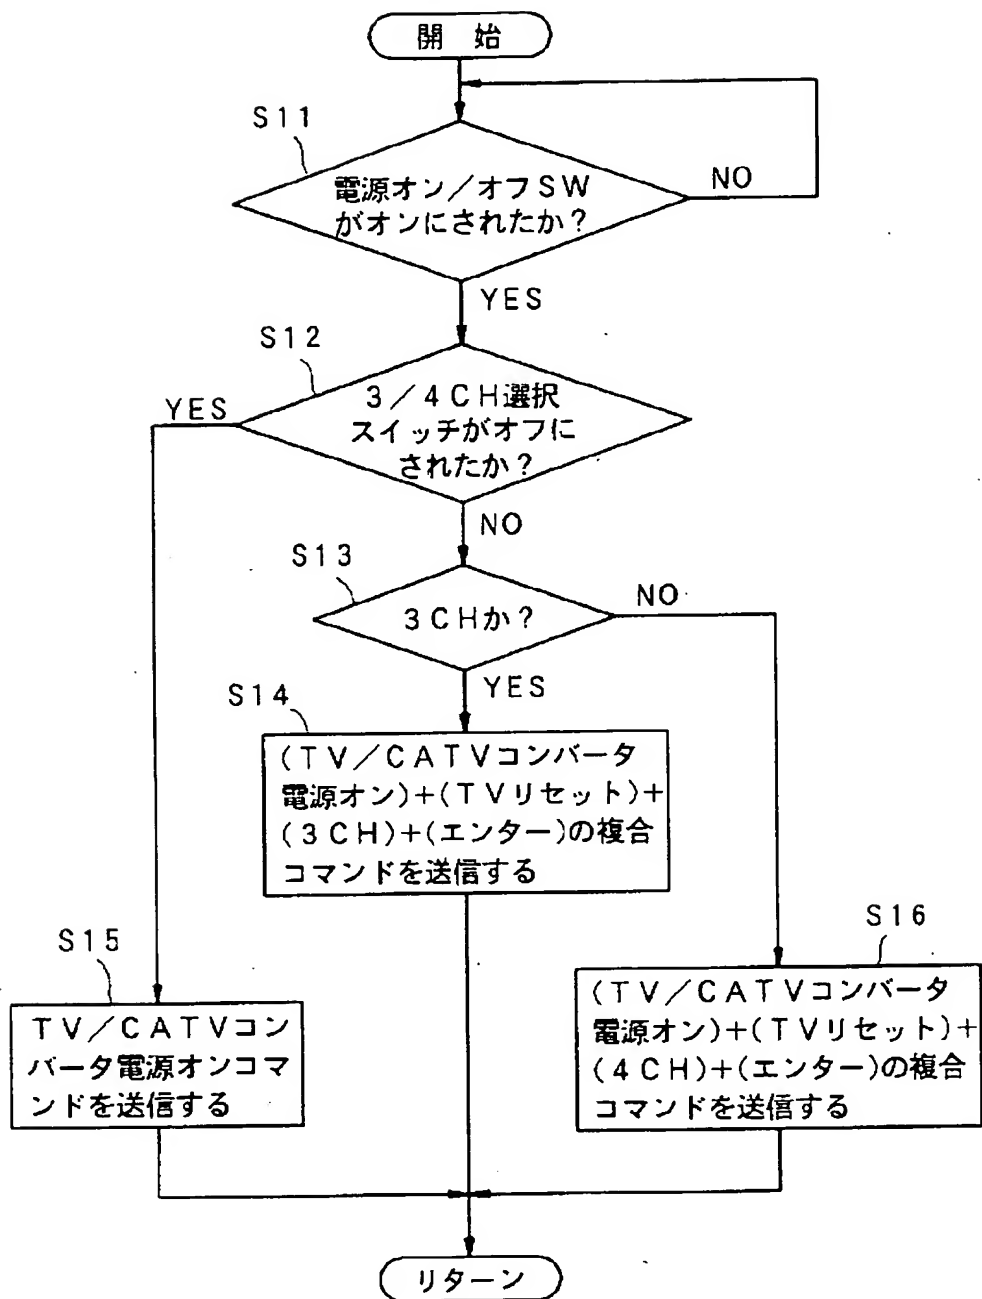 開 始
S11
電源オン/オフSW
がオンにされたか?
NO
YES
S12
3/4CH選択
スイッチがオフに
されたか?
YES
NO
S13
3CHか?
NO
YES
S14
(TV/CATVコンバータ
電源オン)+(TVリセット)+
(3CH)+(エンター)の複合
コマンドを送信する
S15
TV/CATVコン
バータ電源オンコマ
ンドを送信する
S16
(TV/CATVコンバータ
電源オン)+(TVリセット)+
(4CH)+(エンター)の複合
コマンドを送信する
リターン